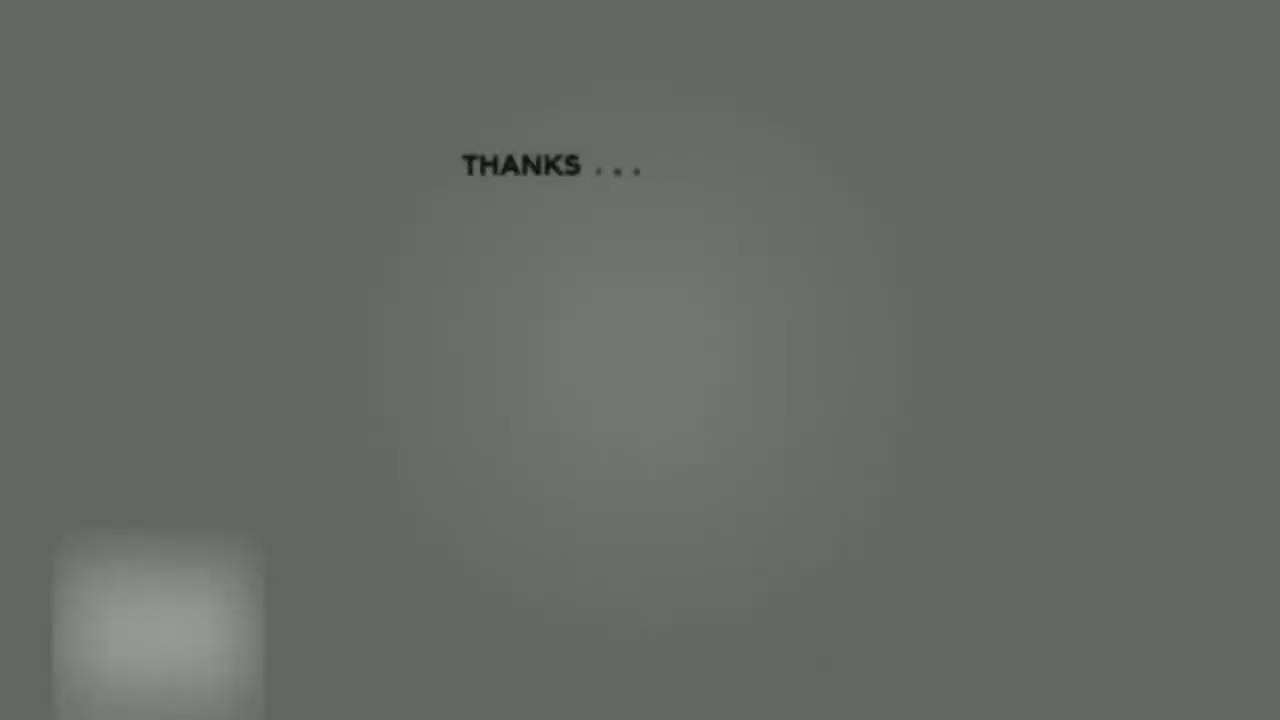 THANKS . . .